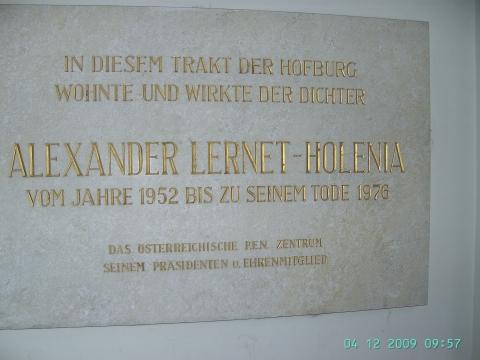 IN DIESEM TRAKT DER HOFBURG
WOHNTE UND WIRKTE DER DICHTER
ALEXANDER LERNET-HOLENIA
VOM JAHRE 1952 BIS ZU SEINEM TODE 1976
DAS ÖSTERREICHISCHE P.E.N. ZENTRUM
SEINEM PRÄSIDENTEN U. EHRENMITGLIED
04 12 2009 09:57